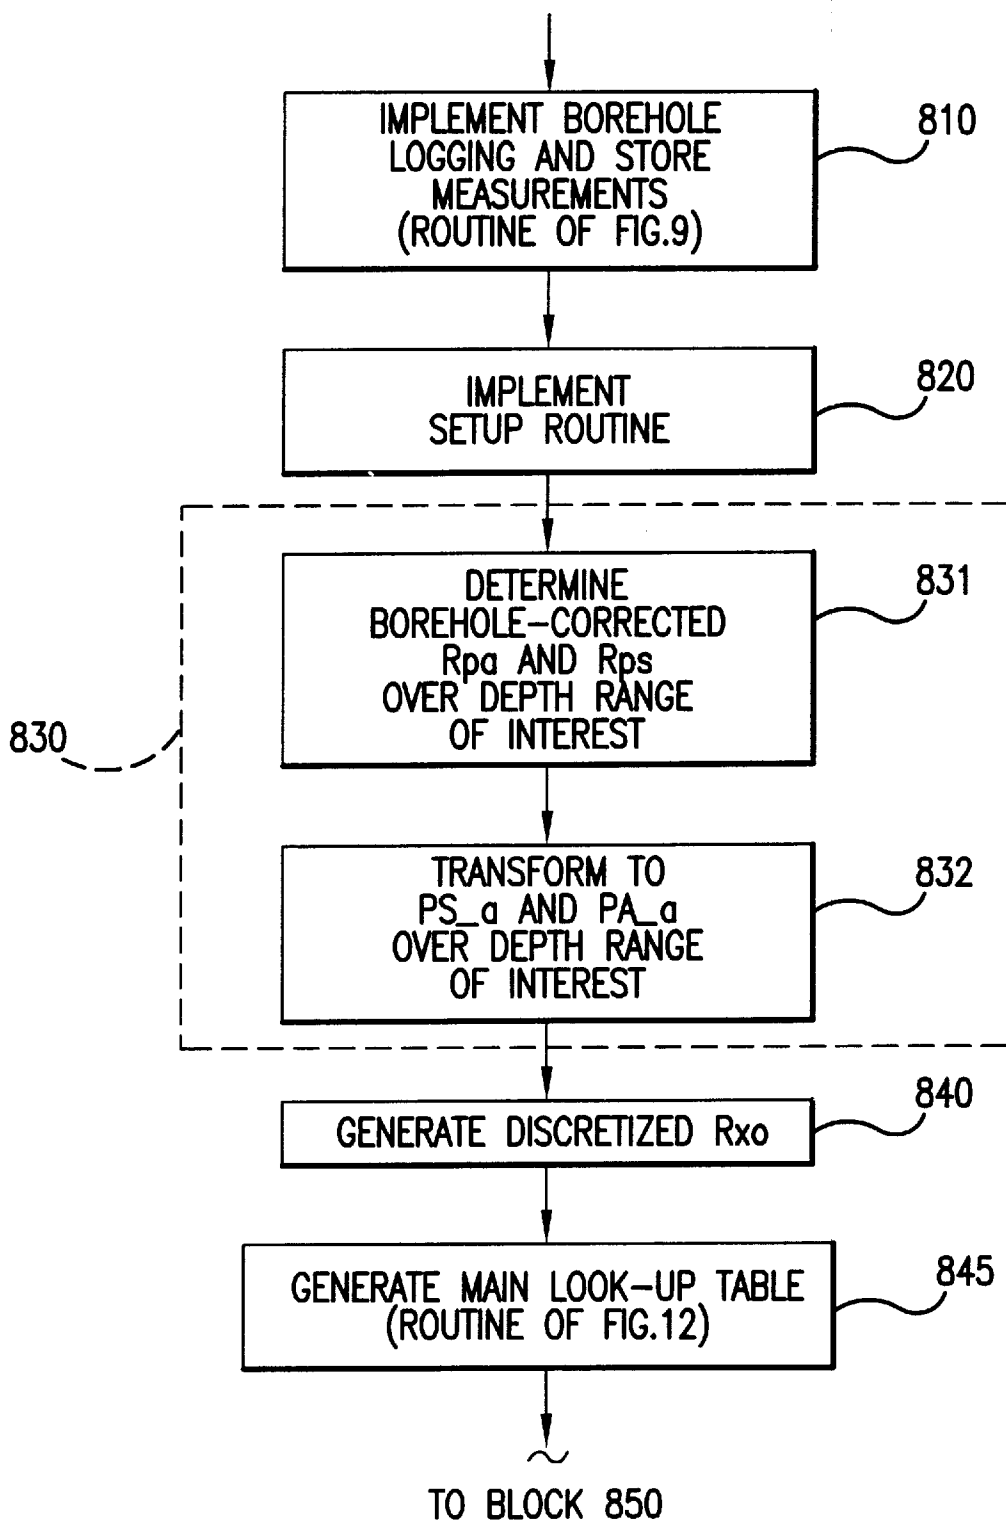 IMPLEMENT BOREHOLE
LOGGING AND STORE
MEASUREMENTS
(ROUTINE OF FIG.9)
810
IMPLEMENT
SETUP ROUTINE
820
DETERMINE
BOREHOLE-CORRECTED
Rpa AND Rps
OVER DEPTH RANGE
OF INTEREST
831
830
TRANSFORM TO
PS_a AND PA_a
OVER DEPTH RANGE
OF INTEREST
832
GENERATE DISCRETIZED Rxo
840
GENERATE MAIN LOOK-UP TABLE
(ROUTINE OF FIG.12)
845
TO BLOCK 850